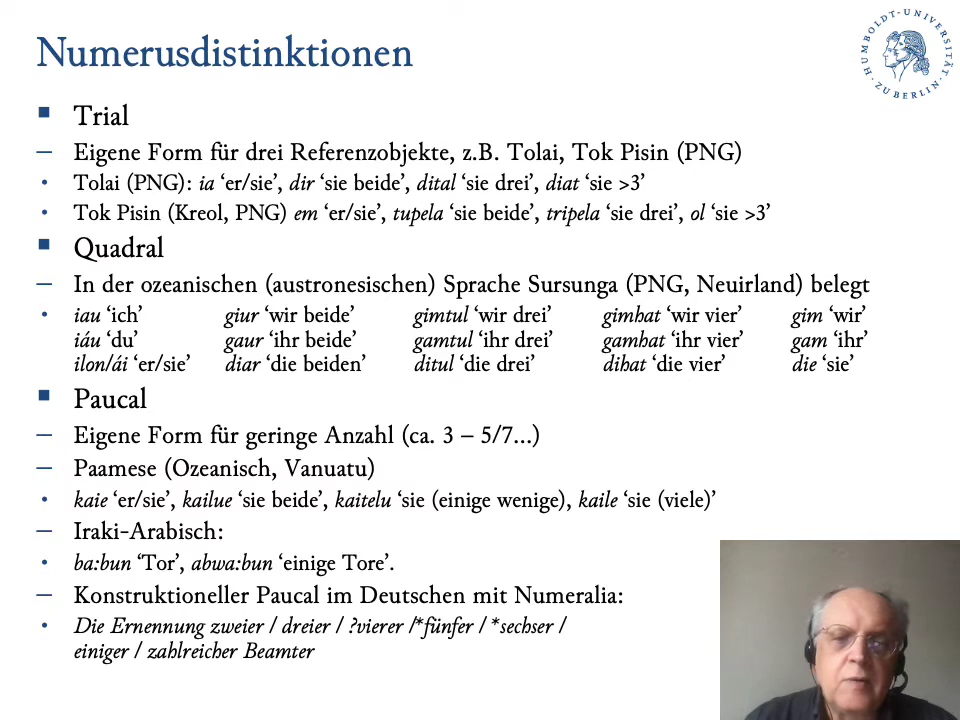 Numerusdistinktionen
HUMBOLDT-UNIVERSITÄT ZU BERLIN
Trial
Eigene Form für drei Referenzobjekte, z.B. Tolai, Tok Pisin (PNG)
Tolai (PNG): ia ‘er/sie’, dir ‘sie beide’, dital ‘sie drei’, diat ‘sie >3’
Tok Pisin (Kreol, PNG) em ‘er/sie’, tupela ‘sie beide’, tripela ‘sie drei’, ol ‘sie >3’
Quadral
In der ozeanischen (austronesischen) Sprache Sursunga (PNG, Neuirland) belegt
iau ‘ich’ giur ‘wir beide’ gimtul ‘wir drei’ gimhat ‘wir vier’ gim ‘wir’
iáu ‘du’ gaur ‘ihr beide’ gamtul ‘ihr drei’ gamhat ‘ihr vier’ gam ‘ihr’
ilon/ái ‘er/sie’ diar ‘die beiden’ ditul ‘die drei’ dihat ‘die vier’ die ‘sie’
Paucal
Eigene Form für geringe Anzahl (ca. 3 – 5/7...)
Paamese (Ozeanisch, Vanuatu)
kaie ‘er/sie’, kailue ‘sie beide’, kaitelu ‘sie (einige wenige), kaile ‘sie (viele)’
Iraki-Arabisch:
ba:bun ‘Tor’, abwa:bun ‘einige Tore’.
Konstruktioneller Paucal im Deutschen mit Numeralia:
Die Ernennung zweier / dreier / ?vierer /*fünfer / *sechser /
einiger / zahlreicher Beamter